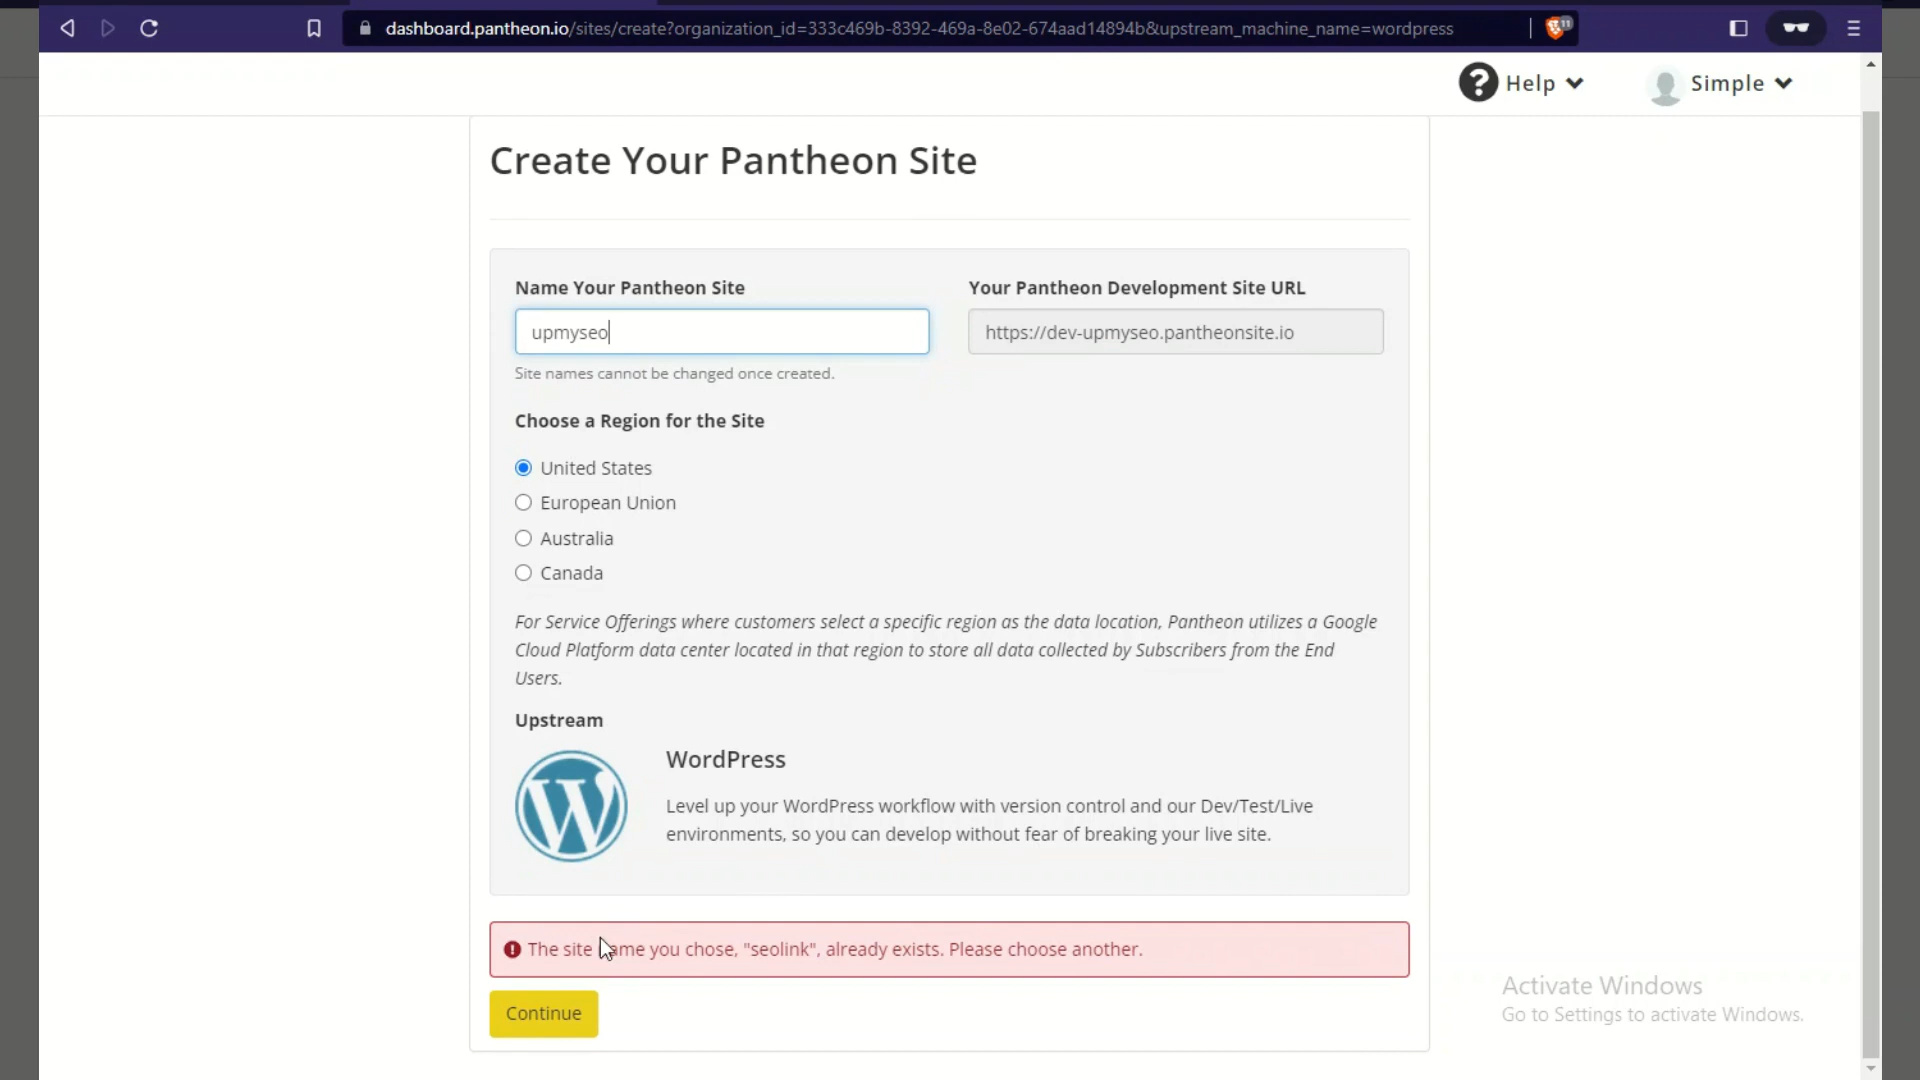 dashboard.pantheon.io/sites/create?organization_id=333c469b-8392-469a-8e02-674aad14894b&upstream_machine_name=wordpress
11
? Help
Simple
Create Your Pantheon Site
Name Your Pantheon Site
Your Pantheon Development Site URL
upmyseo
https://dev-upmyseo.pantheonsite.io
Site names cannot be changed once created.
Choose a Region for the Site
United States
European Union
Australia
Canada
For Service Offerings where customers select a specific region as the data location, Pantheon utilizes a Google
Cloud Platform data center located in that region to store all data collected by Subscribers from the End
Users.
Upstream
WordPress
Level up your WordPress workflow with version control and our Dev/Test/Live
environments, so you can develop without fear of breaking your live site.
The site name you chose, "seolink", already exists. Please choose another.
Continue
Activate Windows
Go to Settings to activate Windows.